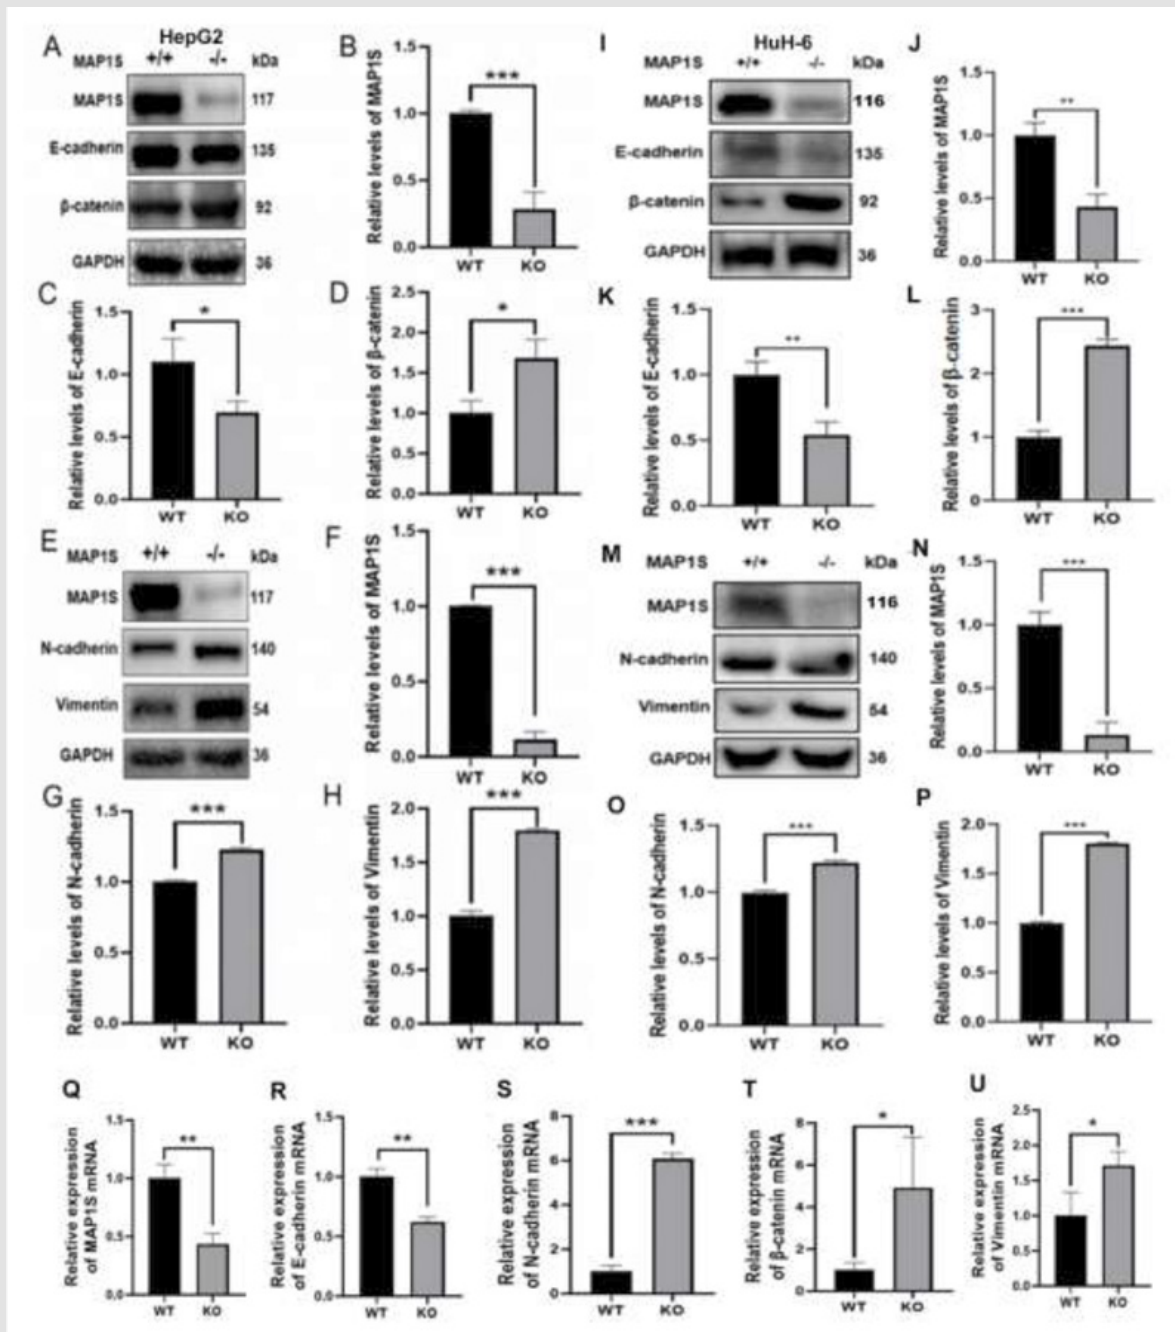 A
HepG2
MAP1S +/+ -/- kDa
MAP1S 117
E-cadherin 135
β-catenin 92
GAPDH 36
B
Relative levels of MAP1S
1.5
***
1.0
0.5
0.0
WT KO
I
HuH-6
MAP1S +/+ -/- kDa
MAP1S 116
E-cadherin 135
β-catenin 92
GAPDH 36
J
Relative levels of MAP1S
1.5
**
1.0
0.5
0.0
WT KO
C
Relative levels of E-cadherin
1.5
*
1.0
0.5
0.0
WT KO
D
Relative levels of β-catenin
2.5
*
2.0
1.5
1.0
0.5
0.0
WT KO
K
Relative levels of E-cadherin
1.5
**
1.0
0.5
0.0
WT KO
L
Relative levels of β-catenin
3
***
2
1
0
WT KO
E
MAP1S +/+ -/- kDa
MAP1S 117
N-cadherin 140
Vimentin 54
GAPDH 36
F
Relative levels of MAP1S
1.5
***
1.0
0.5
0.0
WT KO
M
MAP1S +/+ -/- kDa
MAP1S 116
N-cadherin 140
Vimentin 54
GAPDH 36
N
Relative levels of MAP1S
1.5
***
1.0
0.5
0.0
WT KO
G
Relative levels of N-cadherin
1.5
***
1.0
0.5
0.0
WT KO
H
Relative levels of Vimentin
***
2.0
1.5
1.0
0.5
0.0
WT KO
O
Relative levels of N-cadherin
1.5
***
1.0
0.5
0.0
WT KO
P
Relative levels of Vimentin
2.0
***
1.5
1.0
0.5
0.0
WT KO
Q
Relative expression
of MAP1S mRNA
1.5
**
1.0
0.5
0.0
WT KO
R
Relative expression
of E-cadherin mRNA
1.5
**
1.0
0.5
0.0
WT KO
S
Relative expression
of N-cadherin mRNA
8
***
6
4
2
0
WT KO
T
Relative expression
of β-catenin mRNA
8
*
6
4
2
0
WT KO
U
Relative expression
of Vimentin mRNA
2.5
*
2.0
1.5
1.0
0.5
0.0
WT KO